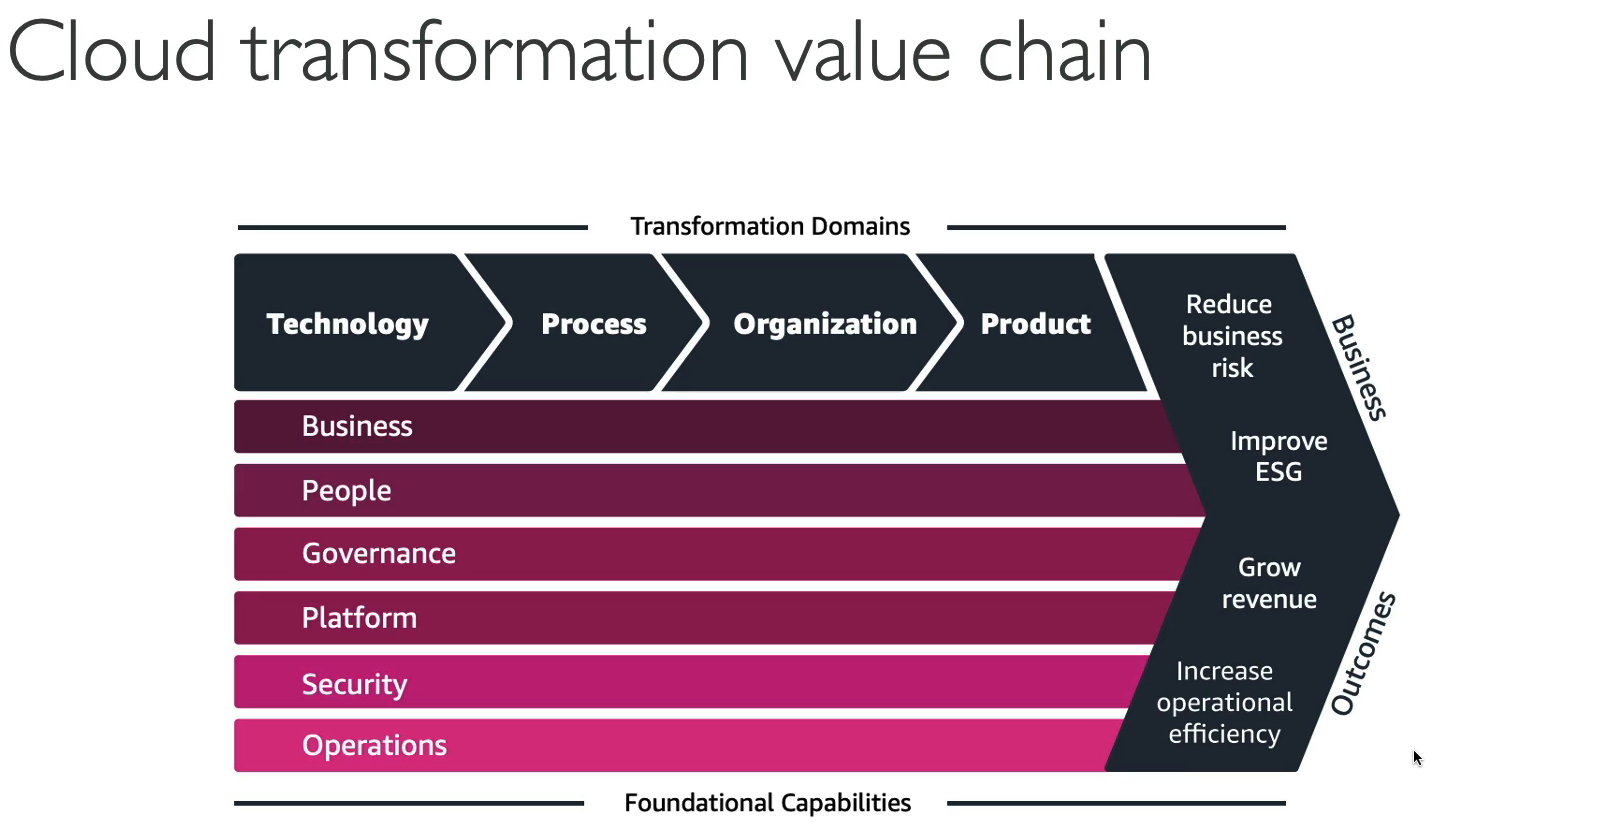 Cloud transformation value chain
Transformation Domains
Technology
Process
Organization
Product
Reduce
business
risk
Improve
ESG
Grow
revenue
Increase
operational
efficiency
Business
Outcomes
Business
People
Governance
Platform
Security
Operations
Foundational Capabilities